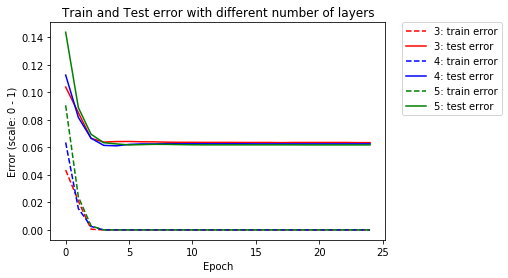 Train and Test error with different number of layers
0.14
0.12
0.10
0.08
0.06
0.04
0.02
0.00
Error (scale: 0 - 1)
0
5
10
15
20
25
Epoch
3: train error
3: test error
4: train error
4: test error
5: train error
5: test error